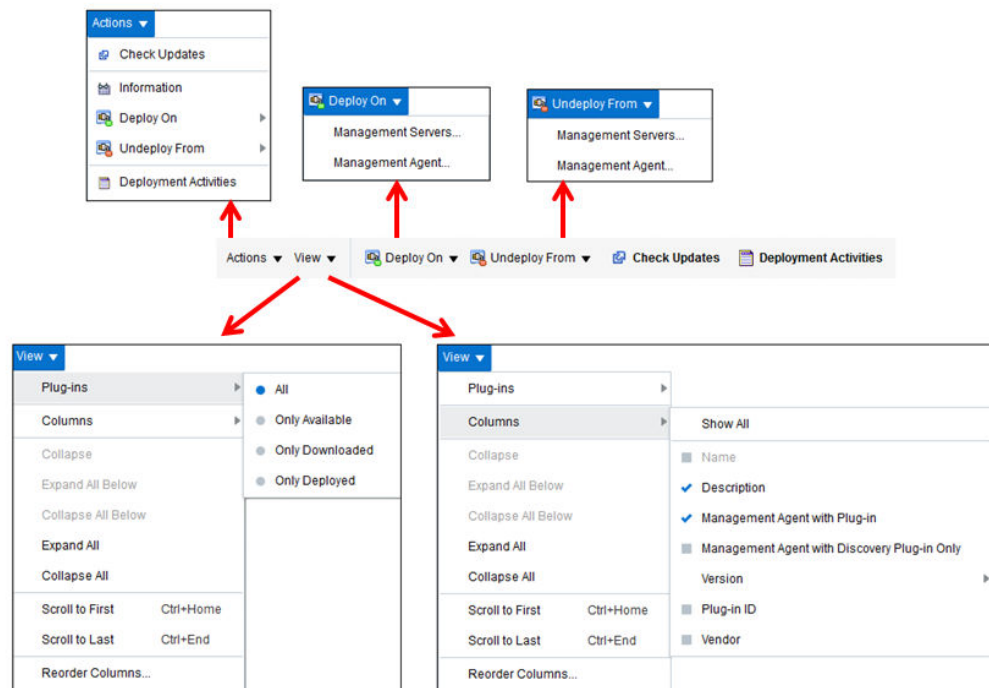 Actions
Check Updates
Information
Deploy On
Undeploy From
Deployment Activities
Deploy On
Management Servers...
Management Agent...
Undeploy From
Management Servers...
Management Agent...
Actions View Deploy On Undeploy From Check Updates Deployment Activities
View
Plug-ins
Columns
Collapse
Expand All Below
Collapse All Below
Expand All
Collapse All
Scroll to First Ctrl+Home
Scroll to Last Ctrl+End
Reorder Columns...
All
Only Available
Only Downloaded
Only Deployed
View
Plug-ins
Columns
Collapse
Expand All Below
Collapse All Below
Expand All
Collapse All
Scroll to First Ctrl+Home
Scroll to Last Ctrl+End
Reorder Columns...
Show All
Name
Description
Management Agent with Plug-in
Management Agent with Discovery Plug-in Only
Version
Plug-in ID
Vendor